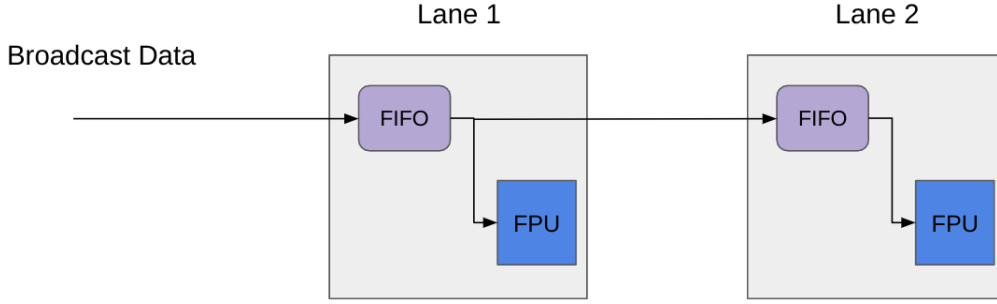 Lane 1
Lane 2
Broadcast Data
FIFO
FIFO
FPU
FPU